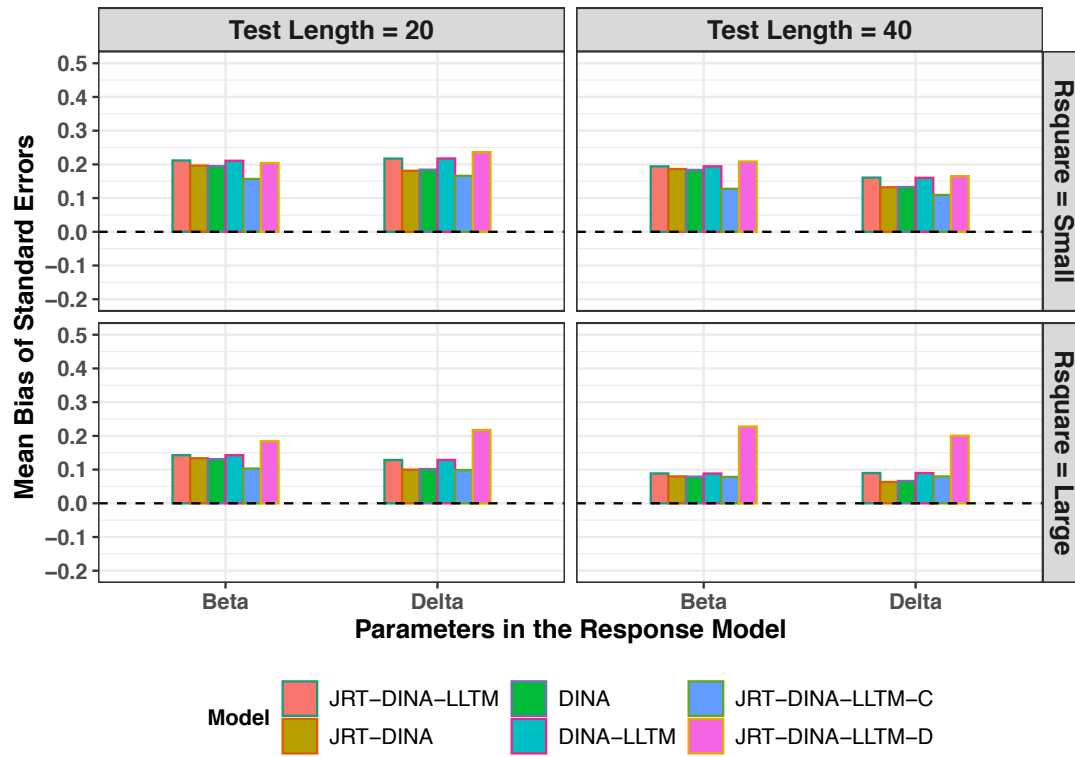 Test Length = 20
Test Length = 40
Mean Bias of Standard Errors
0.5
0.4
0.3
0.2
0.1
0.0
−0.1
−0.2
Rsquare = Small
0.5
0.4
0.3
0.2
0.1
0.0
−0.1
−0.2
Rsquare = Large
Beta
Delta
Beta
Delta
Parameters in the Response Model
Model
JRT−DINA−LLTM
DINA
JRT−DINA−LLTM−C
JRT−DINA
DINA−LLTM
JRT−DINA−LLTM−D